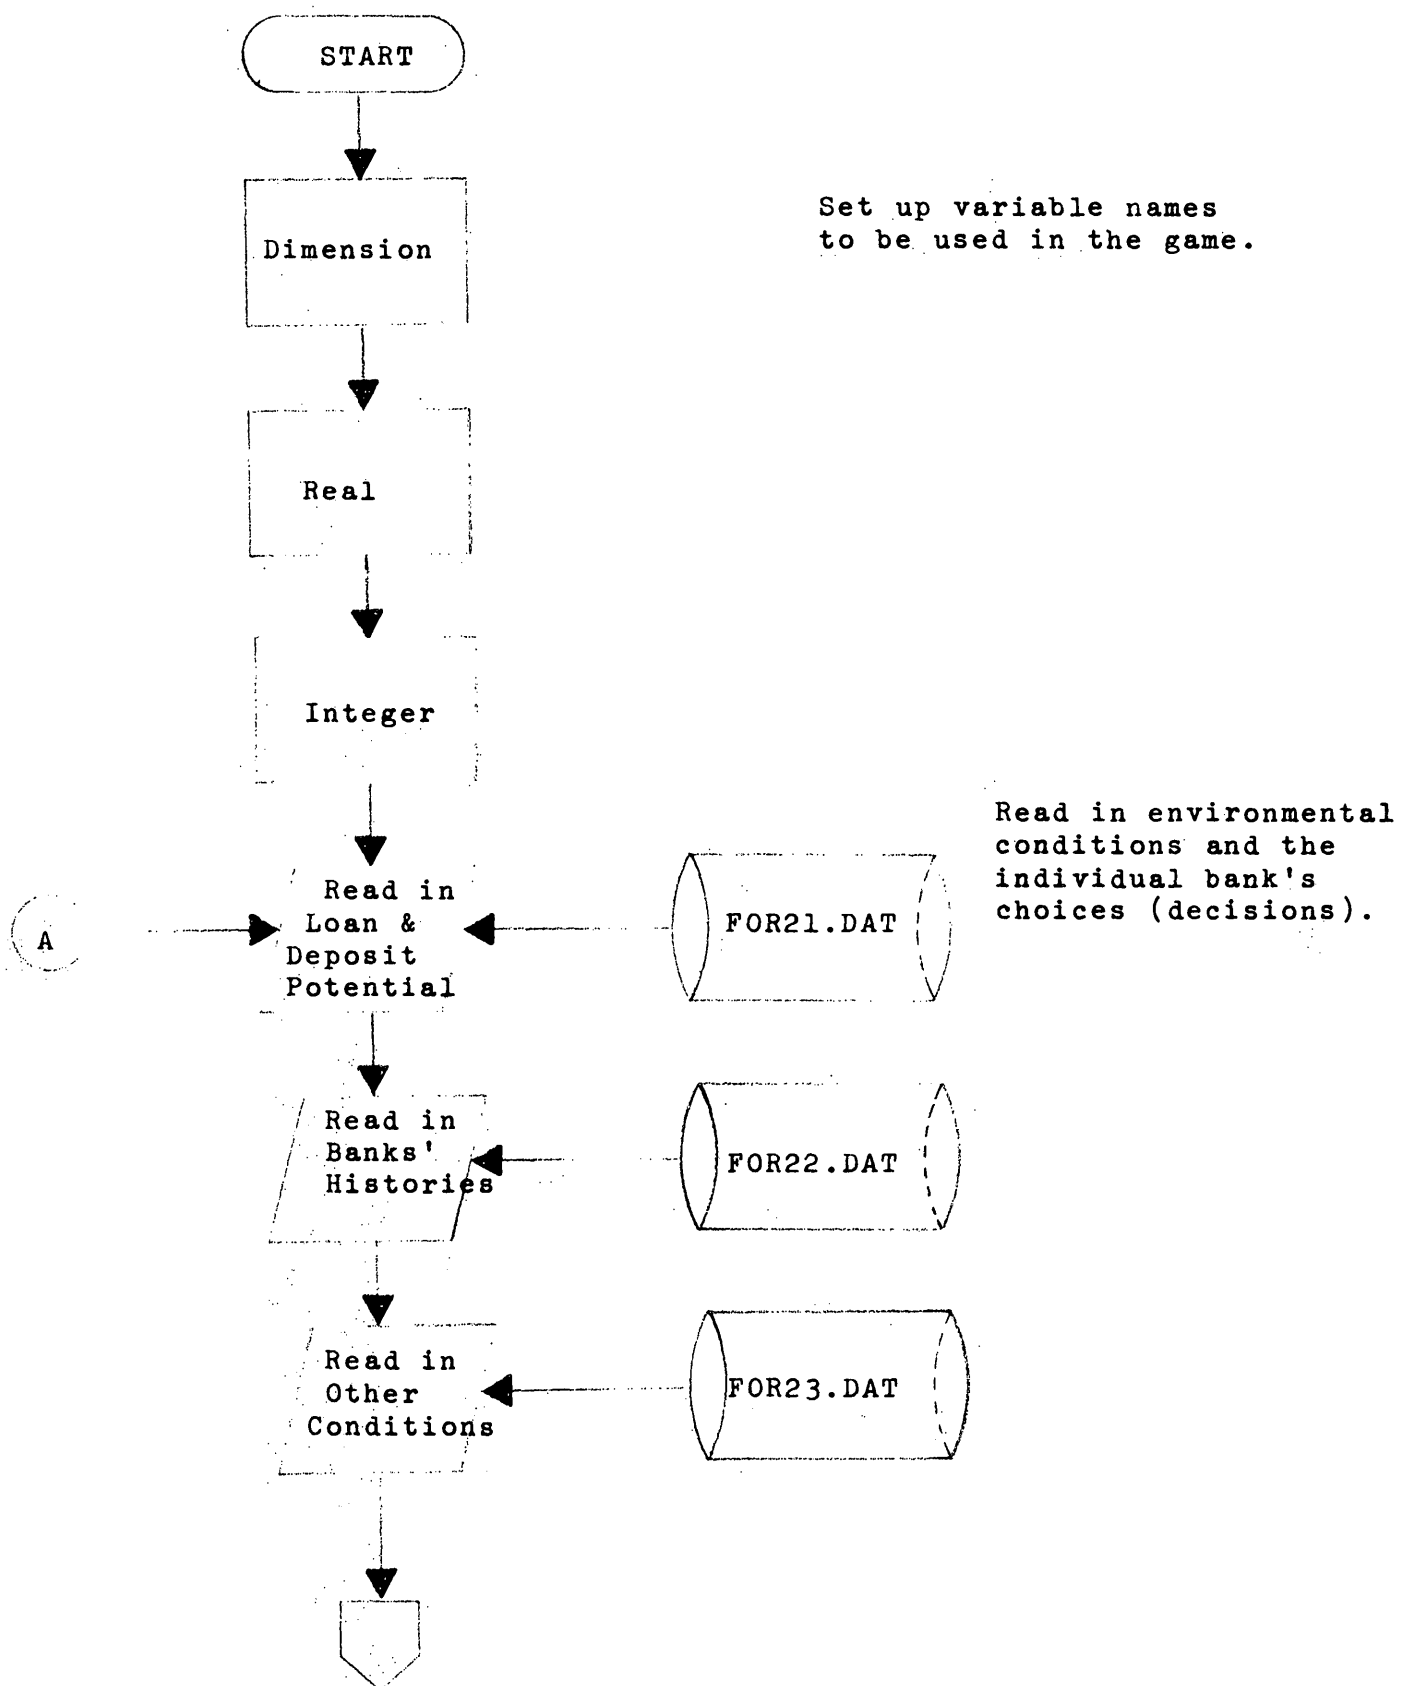 START
Dimension
Set up variable names
to be used in the game.
Real
Integer
Read in environmental
conditions and the
individual bank's
choices (decisions).
A
Read in
Loan &
Deposit
Potential
FOR21.DAT
Read in
Banks'
Histories
FOR22.DAT
Read in
Other
Conditions
FOR23.DAT